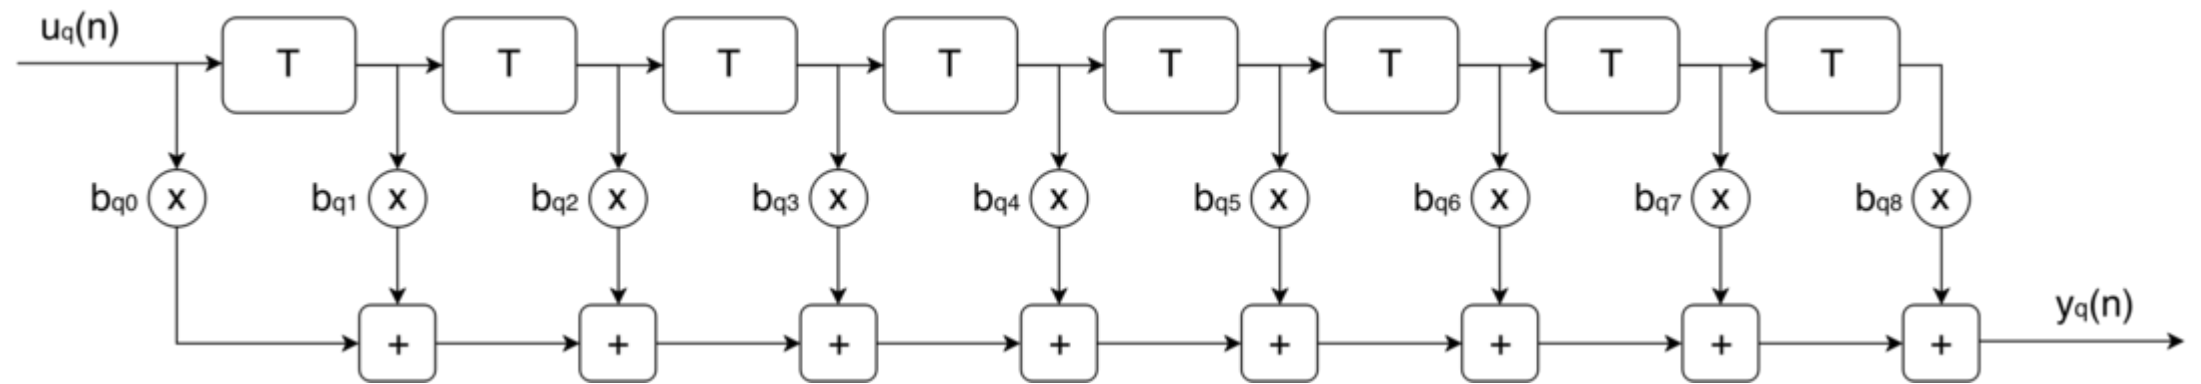 uq(n)
T T T T T T T T
bq0 x bq1 x bq2 x bq3 x bq4 x bq5 x bq6 x bq7 x bq8 x
yq(n)
+ + + + + + + +